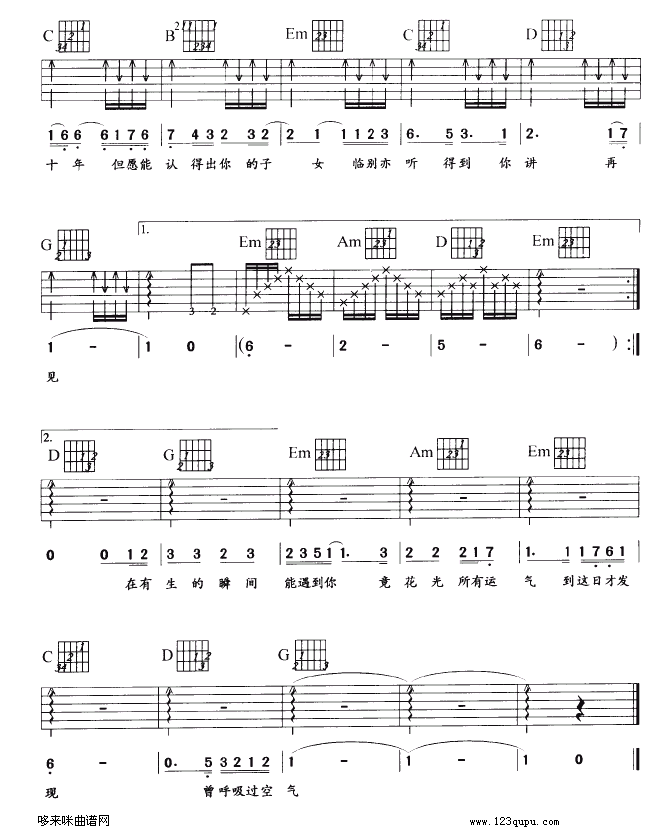 C B Em C D
1 6 6 6 1 7 6 7 4 3 2 3 2 2 1 1 1 2 3 6. 5 3. 1 2. 1 7
十年 但愿能认得出你的子女 临别亦听得到你讲 再
G 1. Em Am D Em
3 2
1 - 1 0 (6 - 2 - 5 - 6 - ) :
见
2.
D G Em Am Em
0 0 1 2 3 3 2 3 2 3 5 1 1. 3 2 2 2 1 7 1. 1 1 7 6 1
在有生的瞬间 能遇到你 竟花光所有运气 到这日才发
C D G
6 - 0. 5 3 2 1 2 1 - 1 - 1 0
现 曾呼吸过空气
哆来咪曲谱网 www.123qupu.com